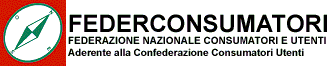 FEDERCONSUMATORI
FEDERAZIONE NAZIONALE CONSUMATORI E UTENTI
Aderente alla Confederazione Consumatori Utenti